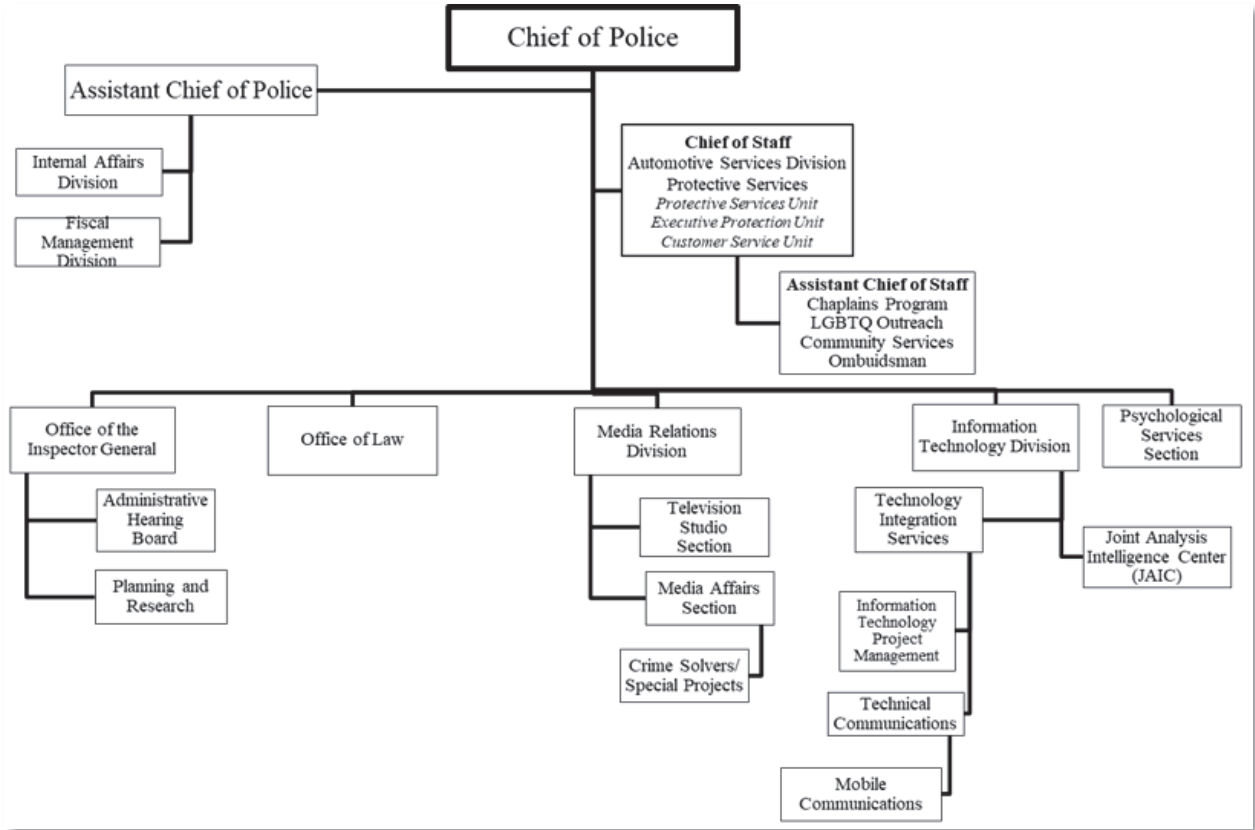 Chief of Police
Assistant Chief of Police
Internal Affairs
Division
Fiscal
Management
Division
Chief of Staff
Automotive Services Division
Protective Services
Protective Services Unit
Executive Protection Unit
Customer Service Unit
Assistant Chief of Staff
Chaplains Program
LGBTQ Outreach
Community Services
Ombuidsman
Office of the
Inspector General
Administrative
Hearing
Board
Planning and
Research
Office of Law
Media Relations
Division
Television
Studio
Section
Media Affairs
Section
Crime Solvers/
Special Projects
Information
Technology Division
Technology
Integration
Services
Joint Analysis
Intelligence Center
(JAIC)
Information
Technology
Project
Management
Technical
Communications
Mobile
Communications
Psychological
Services
Section